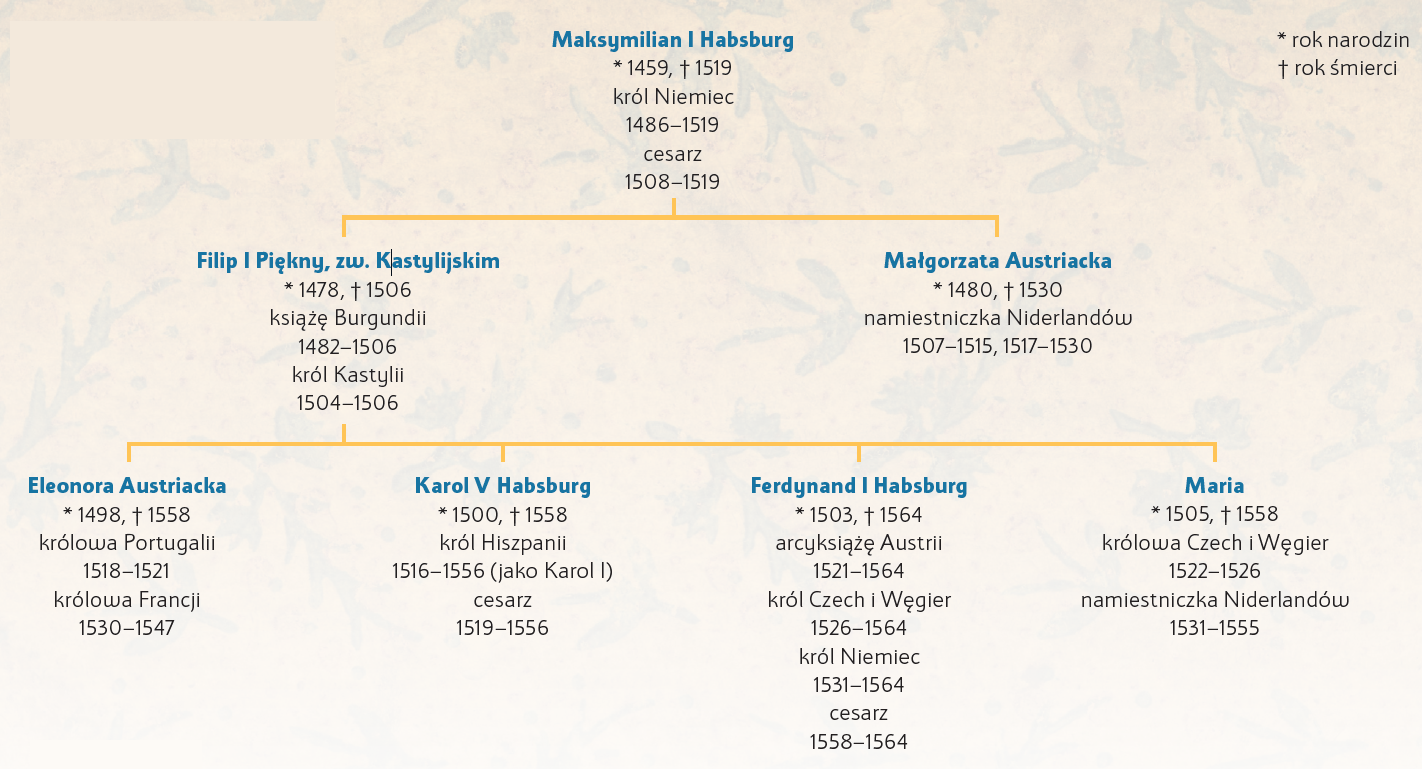 Maksymilian I Habsburg
* 1459, † 1519
król Niemiec
1486–1519
cesarz
1508–1519
* rok narodzin
† rok śmierci
Filip I Piękny, zw. Kastylijskim
* 1478, † 1506
książę Burgundii
1482–1506
król Kastylii
1504–1506
Małgorzata Austriacka
* 1480, † 1530
namiestniczka Niderlandów
1507–1515, 1517–1530
Eleonora Austriacka
* 1498, † 1558
królowa Portugalii
1518–1521
królowa Francji
1530–1547
Karol V Habsburg
* 1500, † 1558
król Hiszpanii
1516–1556 (jako Karol I)
cesarz
1519–1556
Ferdynand I Habsburg
* 1503, † 1564
arcyksiążę Austrii
1521–1564
król Czech i Węgier
1526–1564
król Niemiec
1531–1564
cesarz
1558–1564
Maria
* 1505, † 1558
królowa Czech i Węgier
1522–1526
namiestniczka Niderlandów
1531–1555